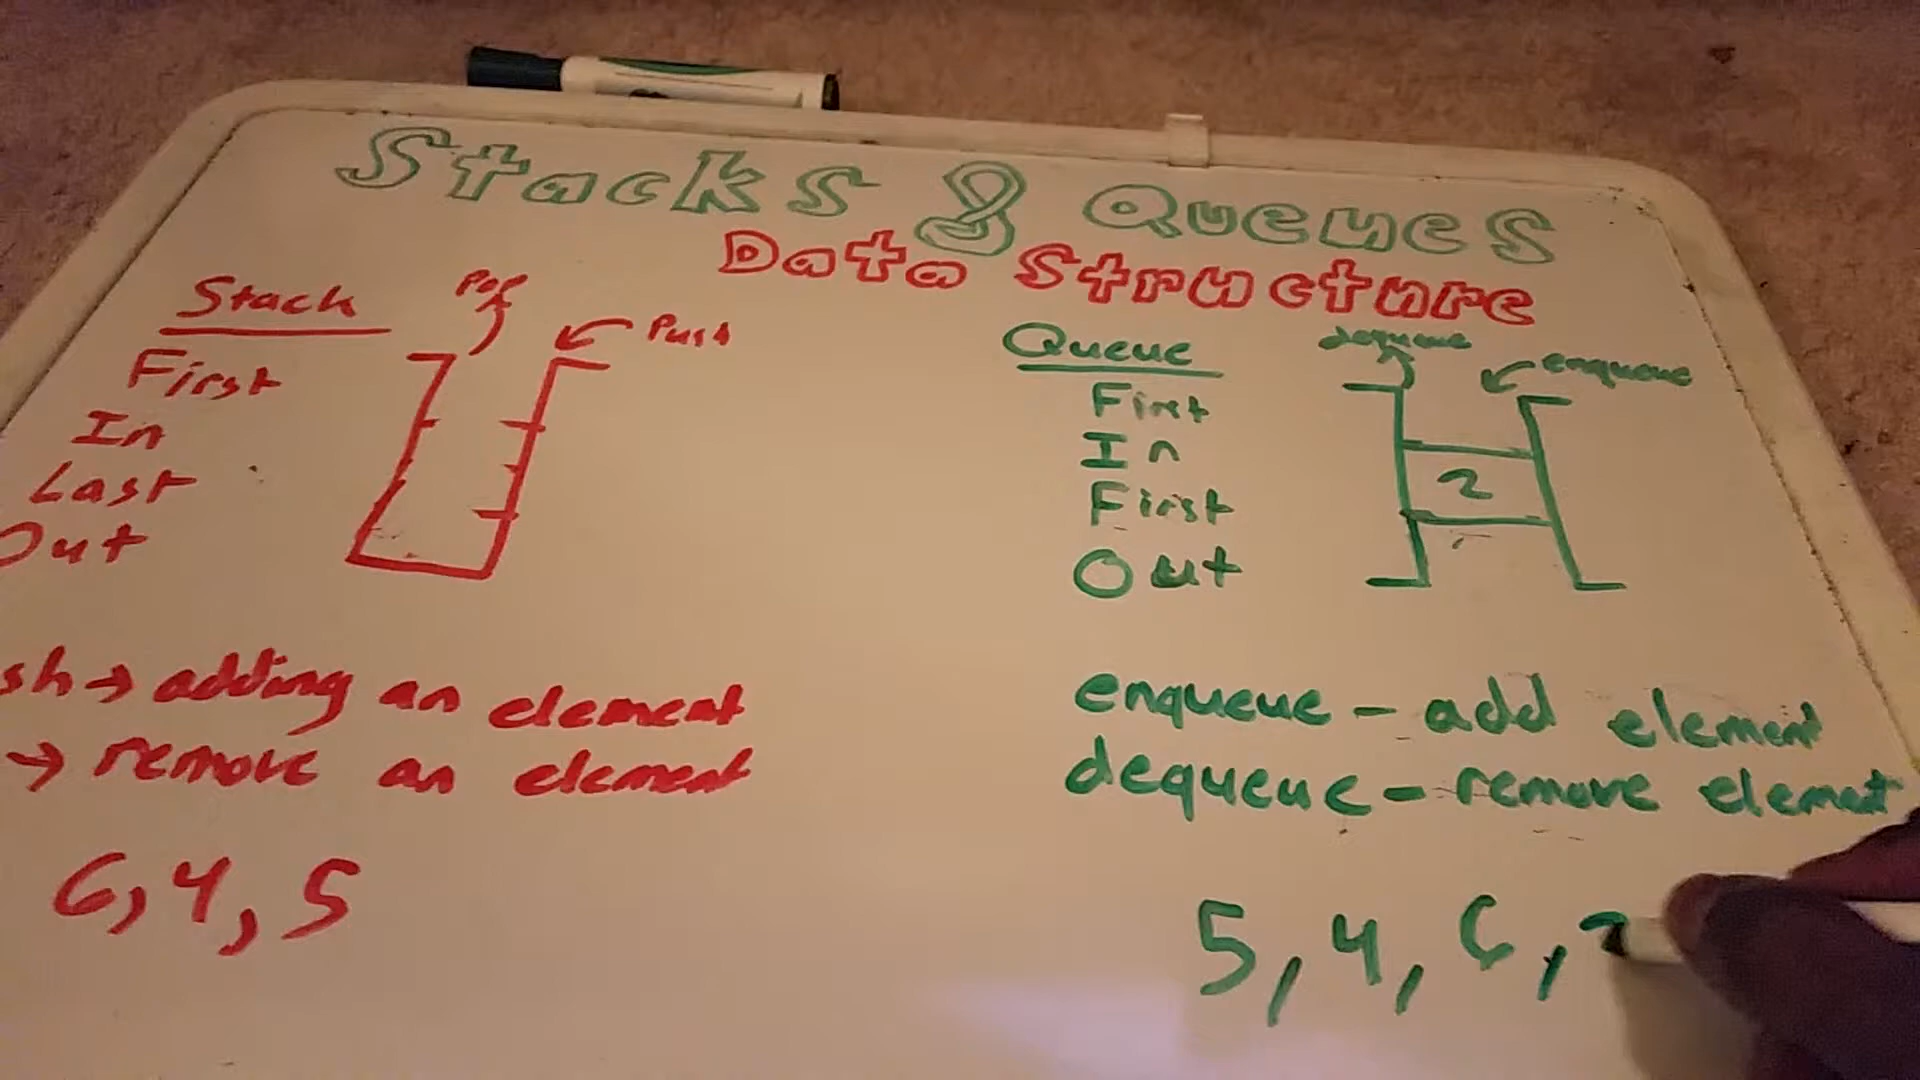 Stacks & Queues
Data Structure
Stack
Pop
Push
First
In
Last
Out
sh → adding an element
→ remove an element
6, 4, 5
Queue
dequeue
enqueue
First
In
First
Out
2
enqueue - add element
dequeue - remove element
5, 4, 6,